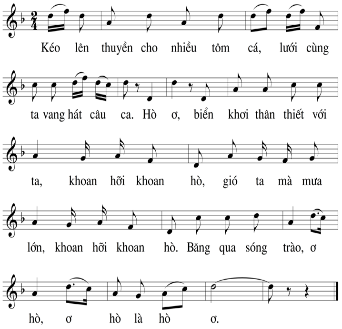 2
4
Kéo lên thuyền cho nhiều tôm cá, lưới cùng
ta vang hát câu ca. Hò ơ, biển khơi thân thiết với
ta, khoan hỡi khoan hò, gió ta mà mưa
lớn, khoan hỡi khoan hò. Băng qua sóng trào, ơ
hò, ơ hò là hò ơ.